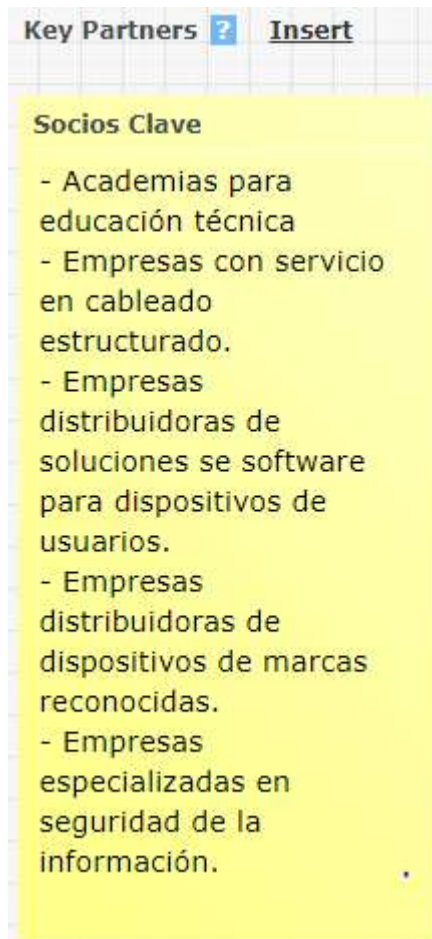 Key Partners ? Insert
Socios Clave
- Academias para
educación técnica
- Empresas con servicio
en cableado
estructurado.
- Empresas
distribuidoras de
soluciones se software
para dispositivos de
usuarios.
- Empresas
distribuidoras de
dispositivos de marcas
reconocidas.
- Empresas
especializadas en
seguridad de la
información.